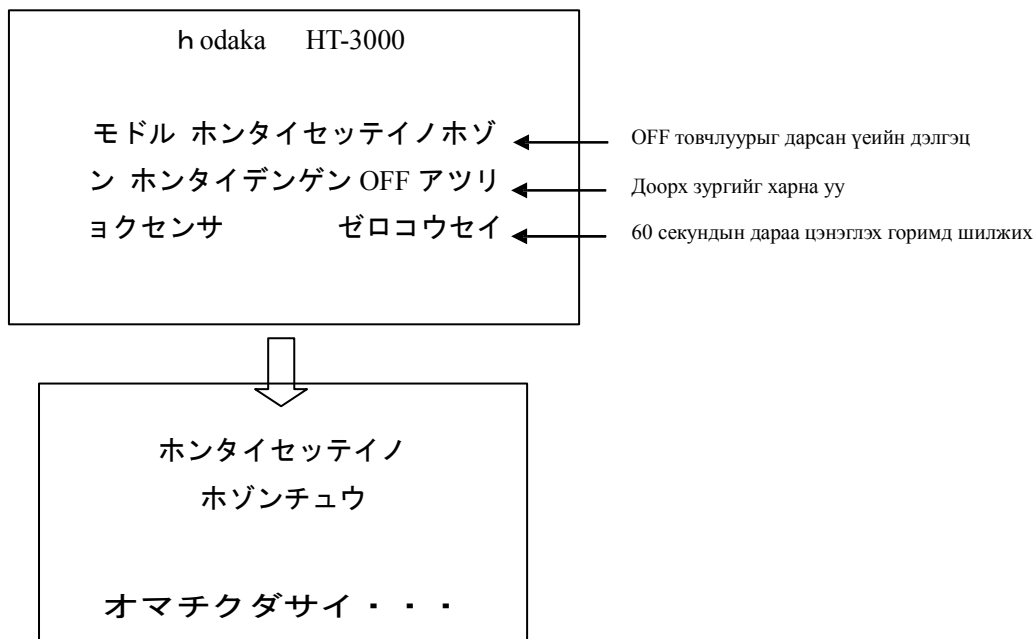 hodaka HT-3000
モドル ホンタイセッテイノホゾ
ン ホンタイデンゲン OFF アツリ
ョクセンサ ゼロコウセイ
OFF товчлуурыг дарсан үеийн дэлгэц
Доорх зургийг харна уу
60 секундын дараа цэнэглэх горимд шилжих
ホンタイセッテイノ
ホゾンチュウ
オマチクダサイ・・・